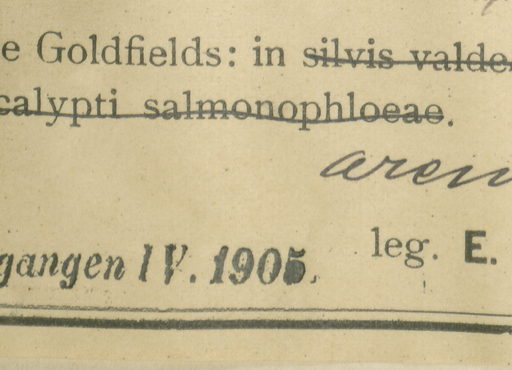 e Goldfields: in silvis valde
calypti salmonophloeae.
aren
gangen IV. 1905. leg. E.